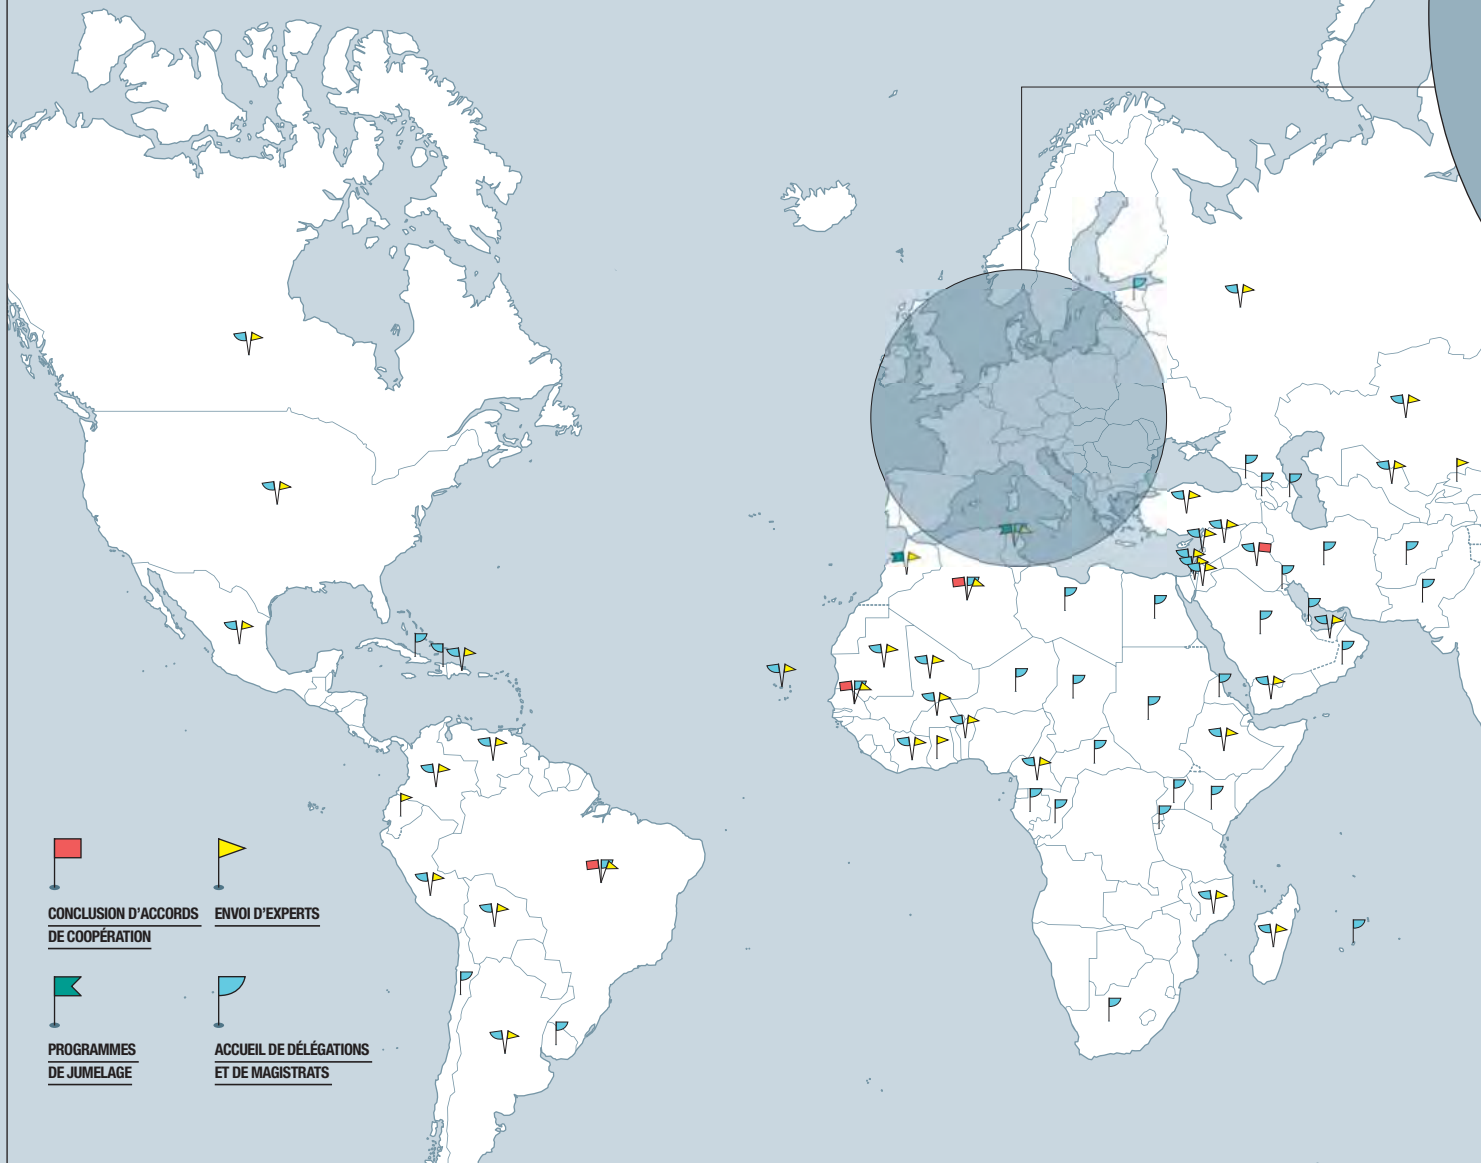 CONCLUSION D'ACCORDS
DE COOPÉRATION
ENVOI D'EXPERTS
PROGRAMMES
DE JUMELAGE
ACCUEIL DE DÉLÉGATIONS
ET DE MAGISTRATS